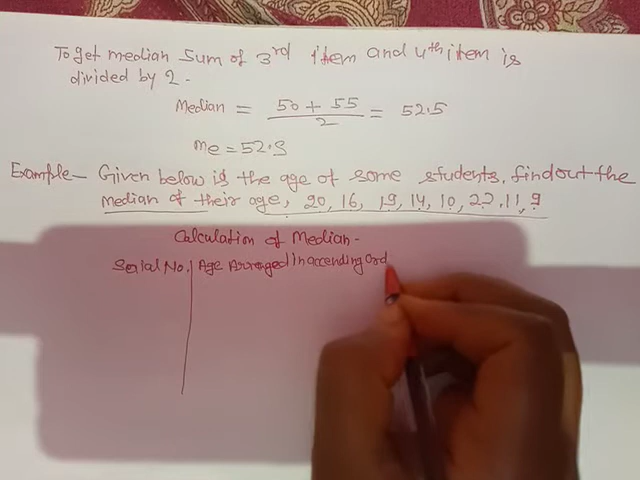 To get median Sum of 3rd item and 4th item is
divided by 2.
Median = 50 + 55 / 2 = 52.5
Me = 52.5
Example- Given below is the age of some students, findout the
Median of their age, 20, 16, 19, 14, 10, 22, 11, 9
Calculation of Median-
Serial No. Age Arranged In accending Ord